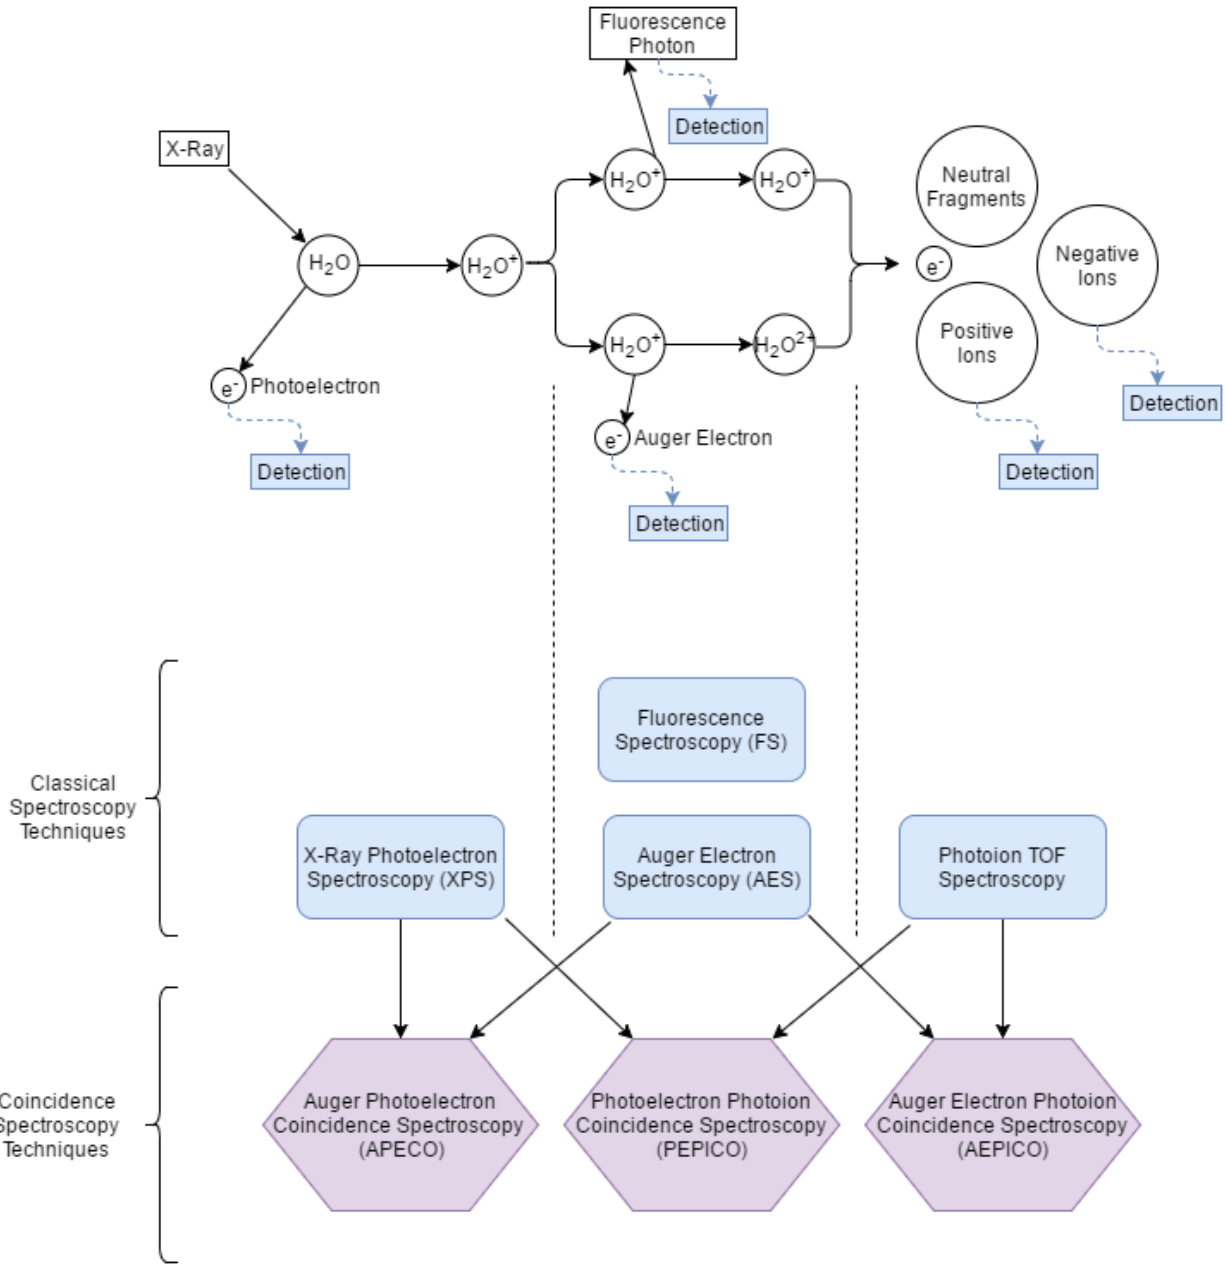 Fluorescence
Photon
Detection
X-Ray
H₂O⁺
H₂O⁺
Neutral
Fragments
H₂O
H₂O⁺
e⁻
Negative
Ions
H₂O⁺
H₂O²⁺
Positive
Ions
e⁻ Photoelectron
Detection
e⁻ Auger Electron
Detection
Detection
Detection
Fluorescence
Spectroscopy (FS)
Classical
Spectroscopy
Techniques
X-Ray Photoelectron
Spectroscopy (XPS)
Auger Electron
Spectroscopy (AES)
Photoion TOF
Spectroscopy
Coincidence
Spectroscopy
Techniques
Auger Photoelectron
Coincidence Spectroscopy
(APECO)
Photoelectron Photoion
Coincidence Spectroscopy
(PEPICO)
Auger Electron Photoion
Coincidence Spectroscopy
(AEPICO)